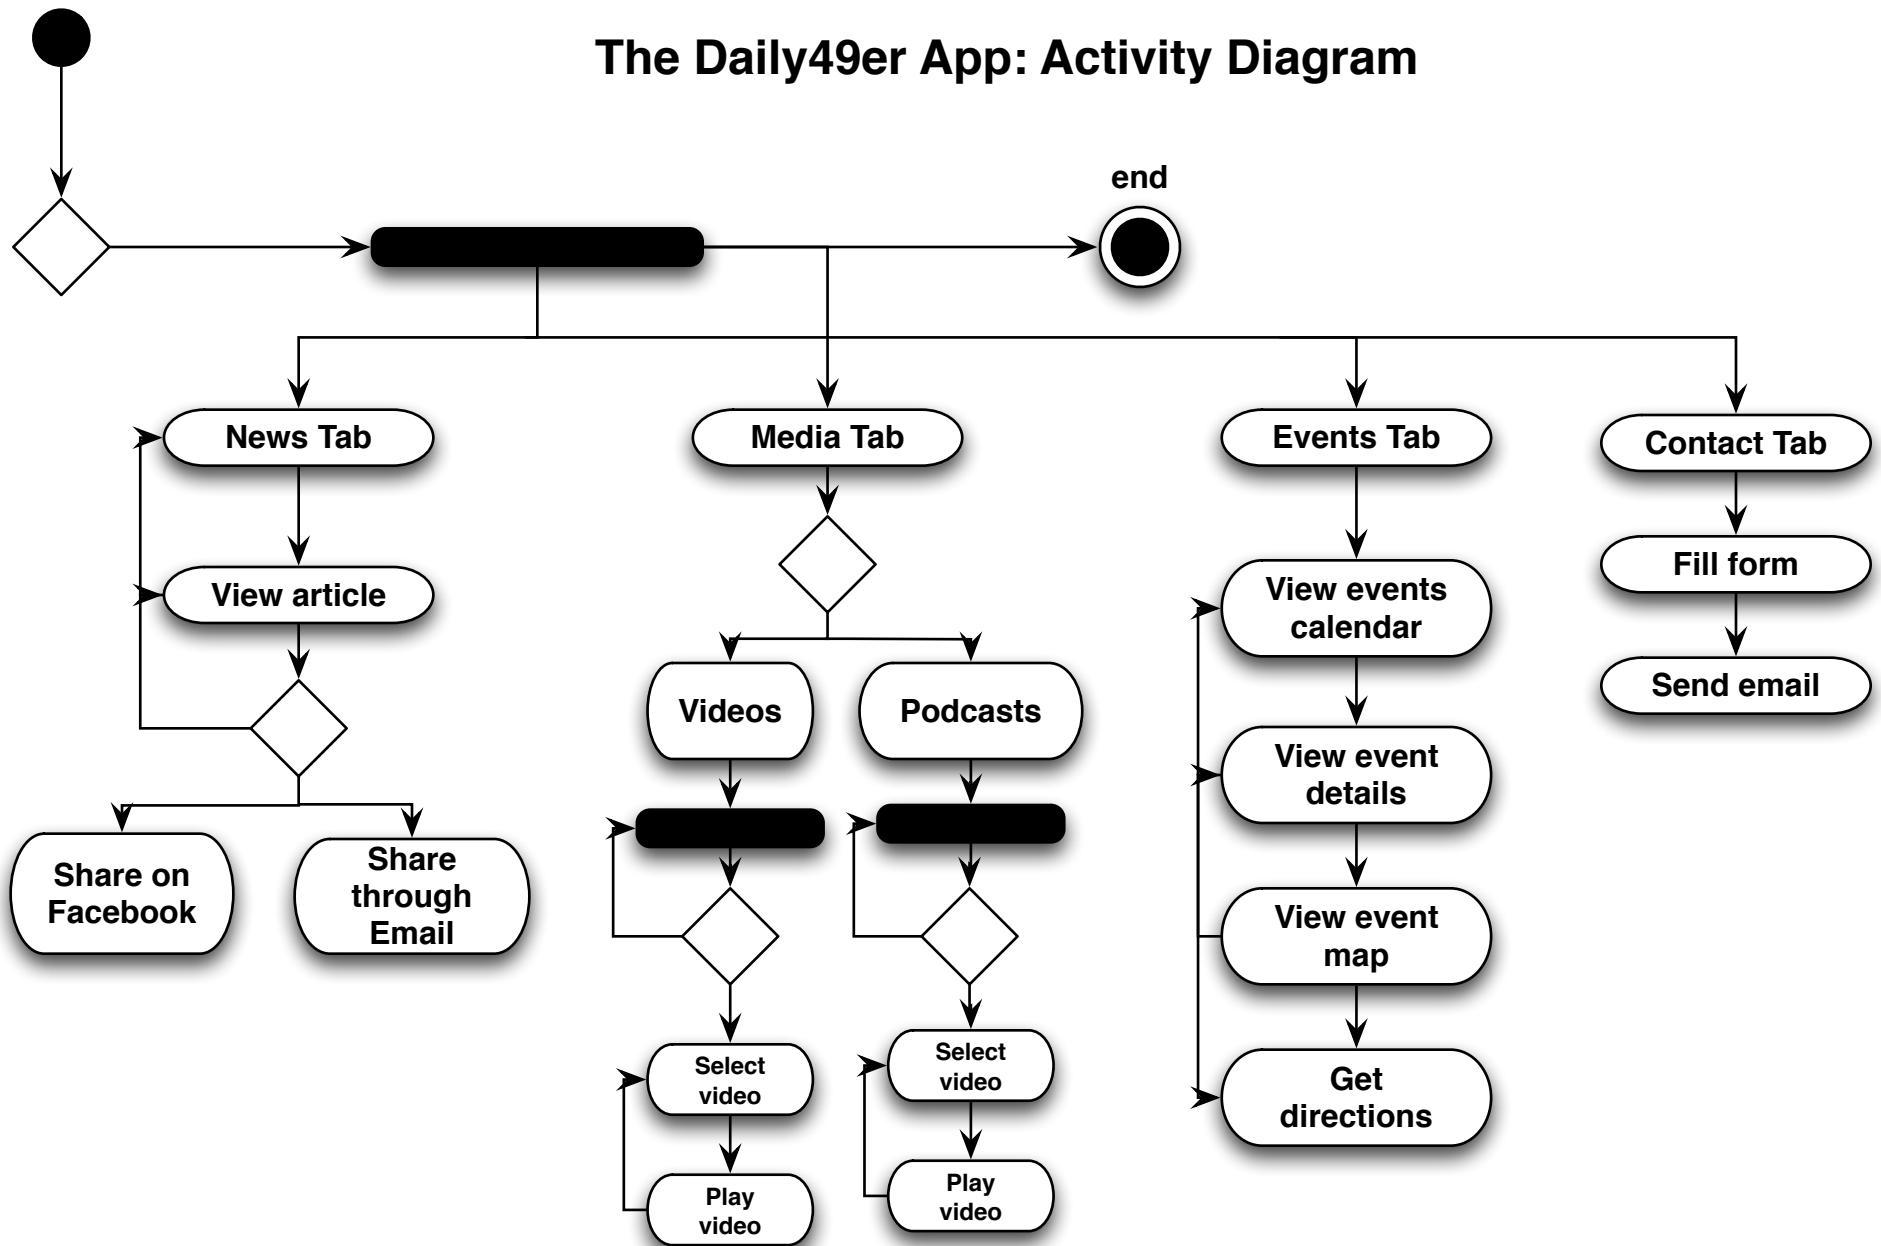 The Daily49er App: Activity Diagram
end
News Tab
Media Tab
Events Tab
Contact Tab
View article
Fill form
View events
calendar
Send email
Videos
Podcasts
View event
details
Share on
Facebook
Share
through
Email
View event
map
Select
video
Select
video
Get
directions
Play
video
Play
video